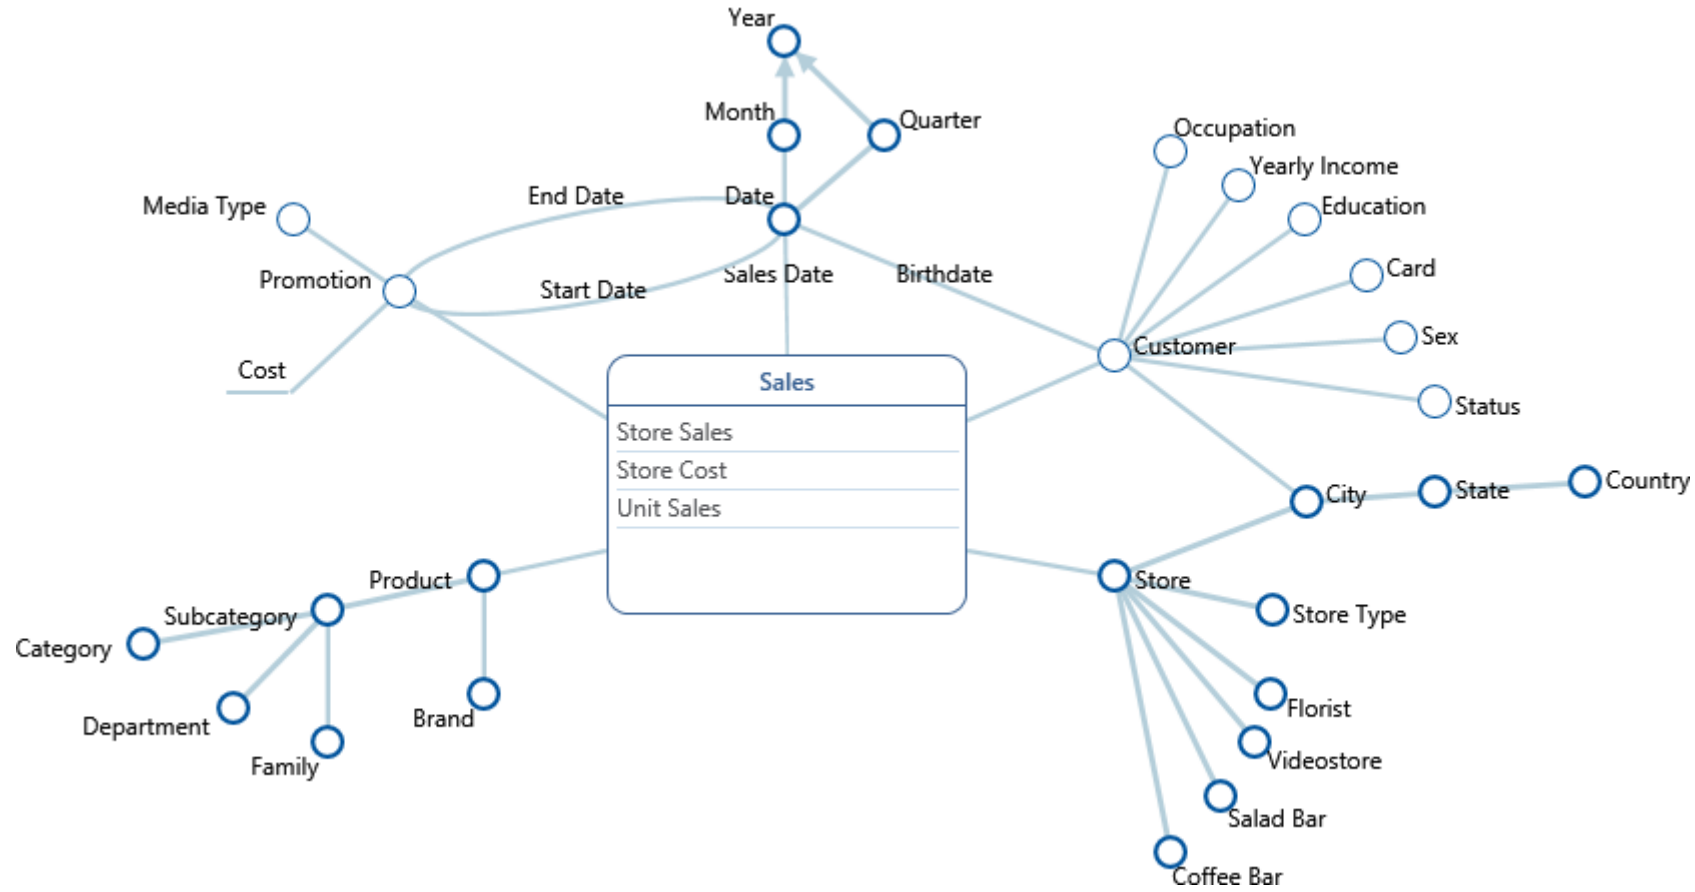 Year
Month
Quarter
Occupation
Yearly Income
Education
Media Type
End Date
Date
Promotion
Start Date
Sales Date
Birthdate
Card
Customer
Sex
Cost
Sales
Status
Store Sales
Store Cost
Unit Sales
City
State
Country
Product
Store
Subcategory
Store Type
Category
Department
Brand
Florist
Family
Videostore
Salad Bar
Coffee Bar